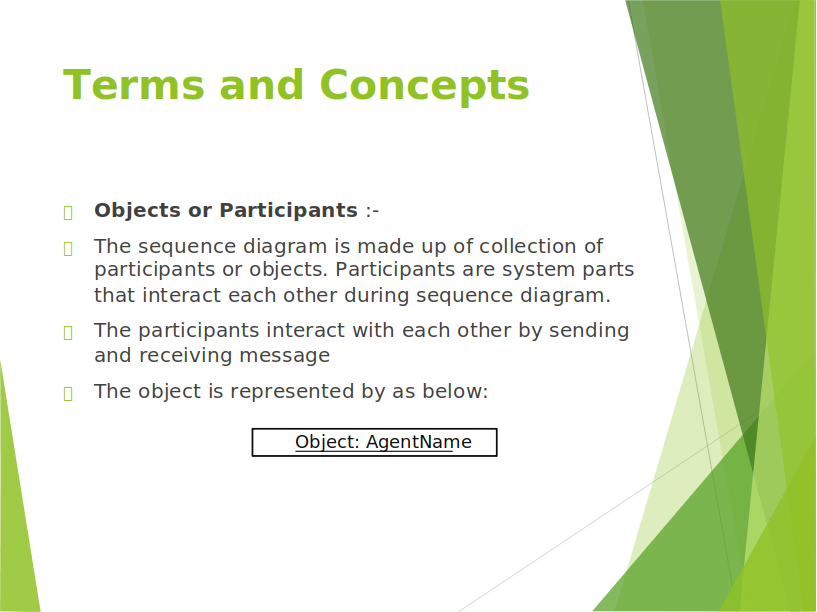 Terms and Concepts
Objects or Participants :-
The sequence diagram is made up of collection of
participants or objects. Participants are system parts
that interact each other during sequence diagram.
The participants interact with each other by sending
and receiving message
The object is represented by as below:
Object: AgentName